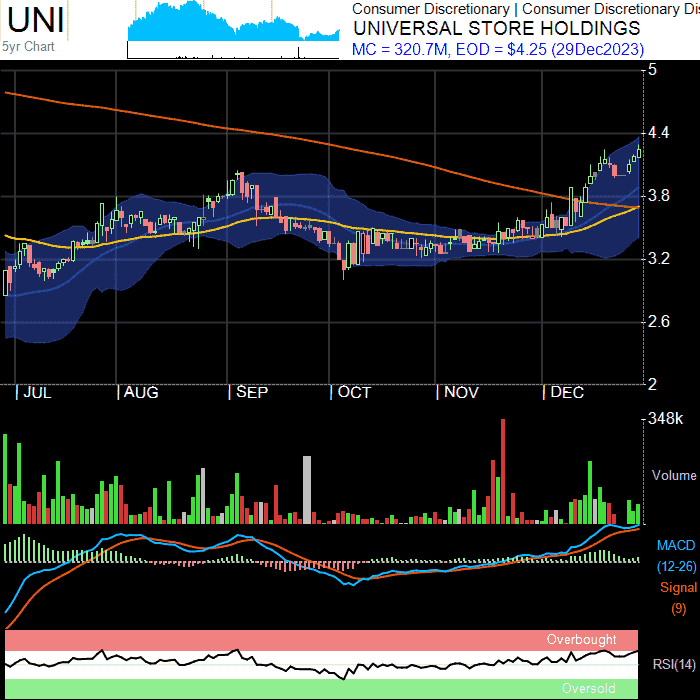 UNI
5yr Chart
Consumer Discretionary | Consumer Discretionary Dis
UNIVERSAL STORE HOLDINGS
MC = 320.7M, EOD = $4.25 (29Dec2023)
5
4.4
3.8
3.2
2.6
2
JUL AUG SEP OCT NOV DEC
348k
Volume
MACD
(12-26)
Signal
(9)
Overbought
RSI(14)
Oversold